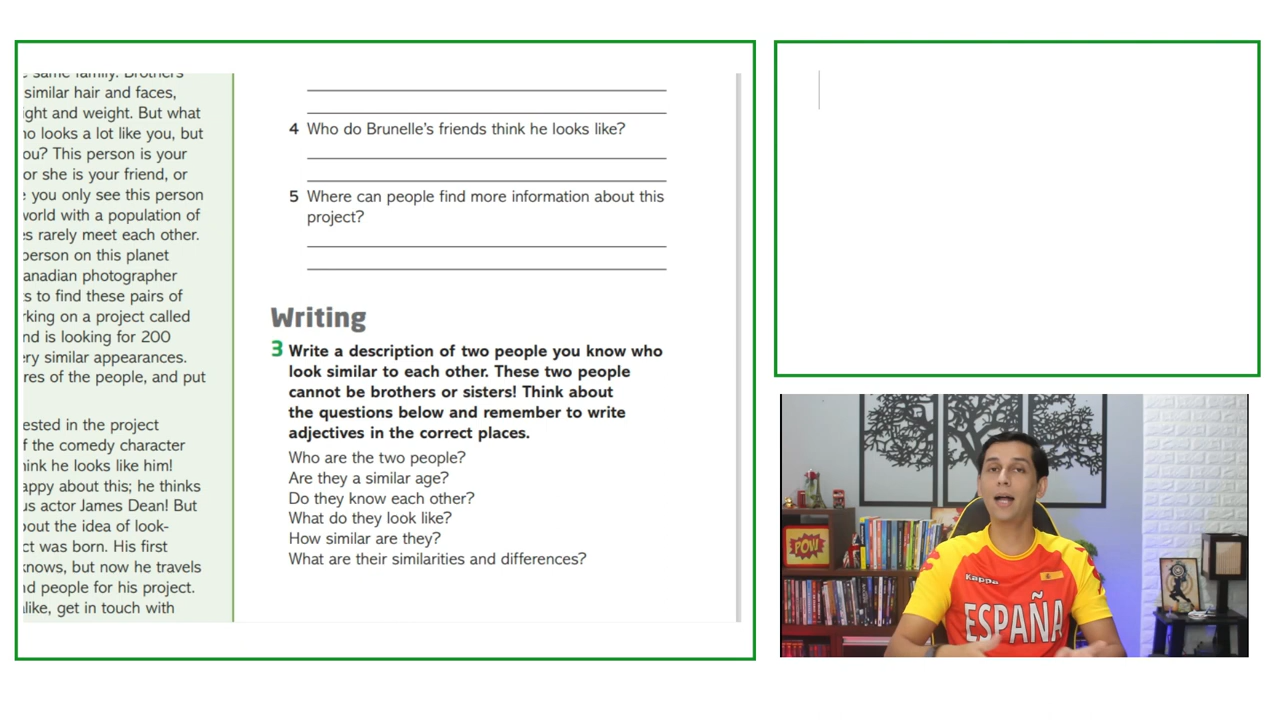 same family. Brothers
similar hair and faces,
ght and weight. But what
o looks a lot like you, but
ou? This person is your
or she is your friend, or
you only see this person
world with a population of
s rarely meet each other.
person on this planet
anadian photographer
s to find these pairs of
rking on a project called
nd is looking for 200
ry similar appearances.
res of the people, and put
ested in the project
f the comedy character
hink he looks like him!
appy about this; he thinks
us actor James Dean! But
bout the idea of look-
ct was born. His first
knows, but now he travels
nd people for his project.
alike, get in touch with
4 Who do Brunelle's friends think he looks like?
5 Where can people find more information about this
project?
Writing
3 Write a description of two people you know who
look similar to each other. These two people
cannot be brothers or sisters! Think about
the questions below and remember to write
adjectives in the correct places.
Who are the two people?
Are they a similar age?
Do they know each other?
What do they look like?
How similar are they?
What are their similarities and differences?
POW
Kappa
ESPAÑA